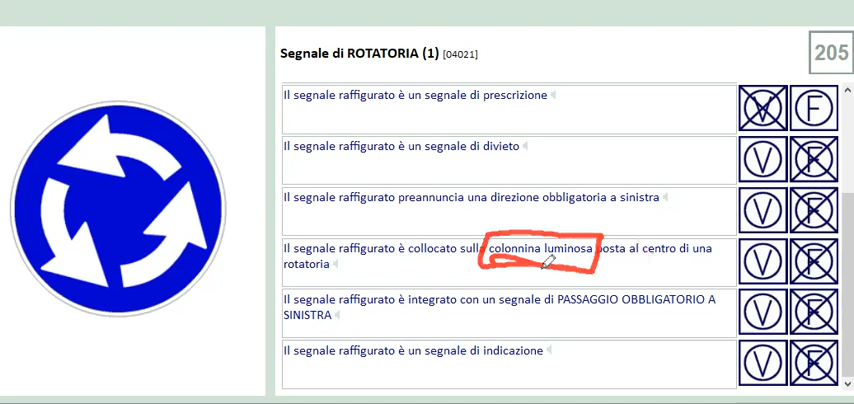 Segnale di ROTATORIA (1) [04021]
205
Il segnale raffigurato è un segnale di prescrizione
V F
Il segnale raffigurato è un segnale di divieto
V F
Il segnale raffigurato preannuncia una direzione obbligatoria a sinistra
V F
Il segnale raffigurato è collocato sulla colonnina luminosa posta al centro di una
rotatoria
V F
Il segnale raffigurato è integrato con un segnale di PASSAGGIO OBBLIGATORIO A
SINISTRA
V F
Il segnale raffigurato è un segnale di indicazione
V F